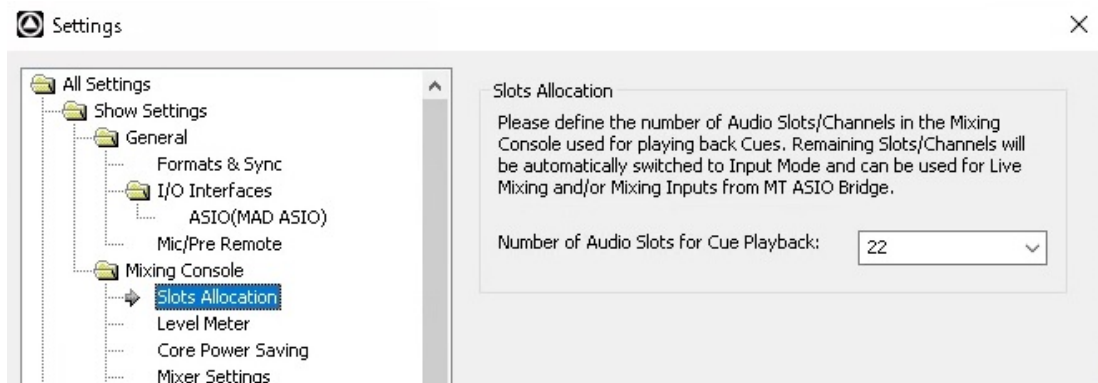 Settings
All Settings
Show Settings
General
Formats & Sync
I/O Interfaces
ASIO(MAD ASIO)
Mic/Pre Remote
Mixing Console
Slots Allocation
Level Meter
Core Power Saving
Mixer Settings
Slots Allocation
Please define the number of Audio Slots/Channels in the Mixing
Console used for playing back Cues. Remaining Slots/Channels will
be automatically switched to Input Mode and can be used for Live
Mixing and/or Mixing Inputs from MT ASIO Bridge.
Number of Audio Slots for Cue Playback: 22